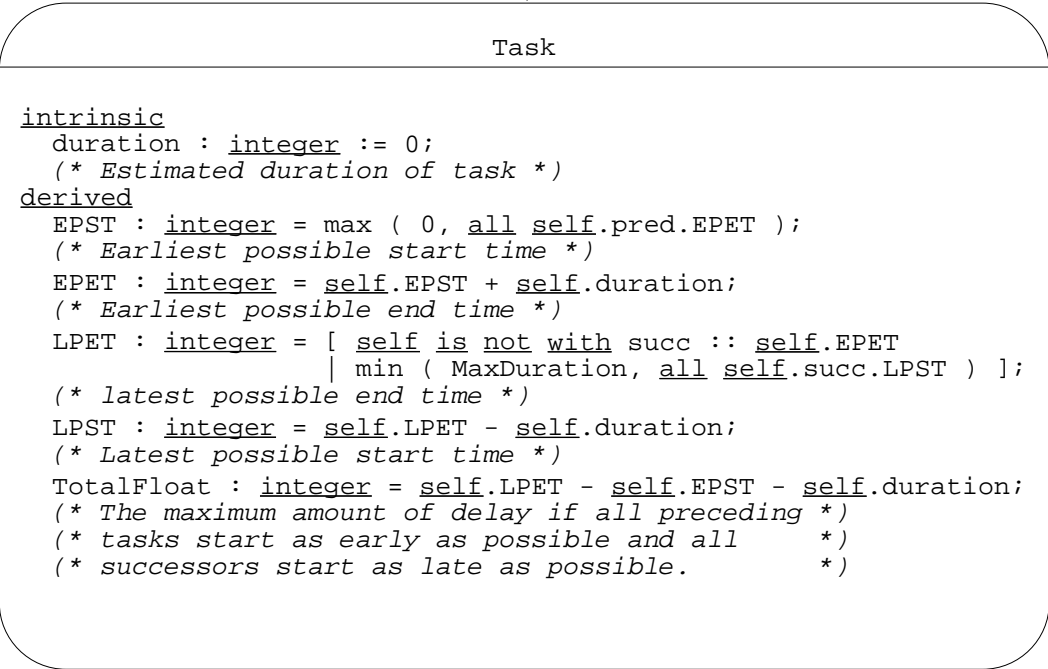 Task
intrinsic
duration : integer := 0;
(* Estimated duration of task *)
derived
EPST : integer = max ( 0, all self.pred.EPET );
(* Earliest possible start time *)
EPET : integer = self.EPST + self.duration;
(* Earliest possible end time *)
LPET : integer = [ self is not with succ :: self.EPET
| min ( MaxDuration, all self.succ.LPST ) ];
(* latest possible end time *)
LPST : integer = self.LPET - self.duration;
(* Latest possible start time *)
TotalFloat : integer = self.LPET - self.EPST - self.duration;
(* The maximum amount of delay if all preceding *)
(* tasks start as early as possible and all *)
(* successors start as late as possible. *)